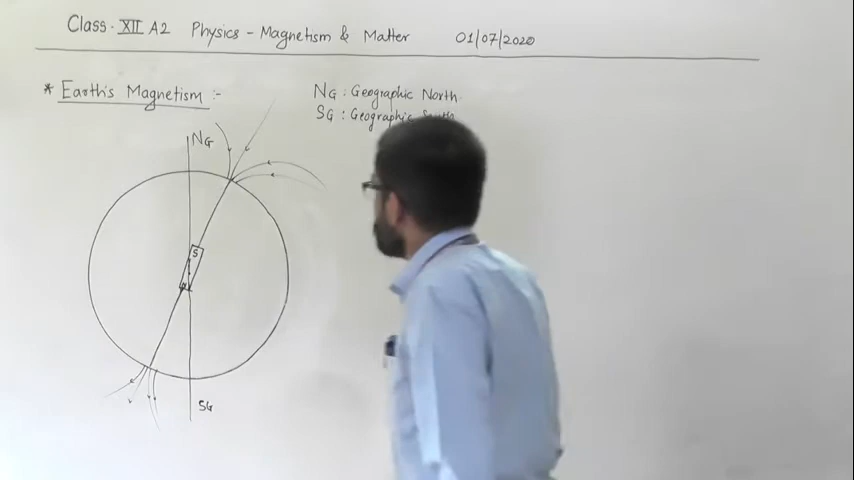 Class - XII A2 Physics - Magnetism & Matter 01/07/2020
* Earth's Magnetism :-
NG : Geographic North
SG : Geographic
NG
S
SG